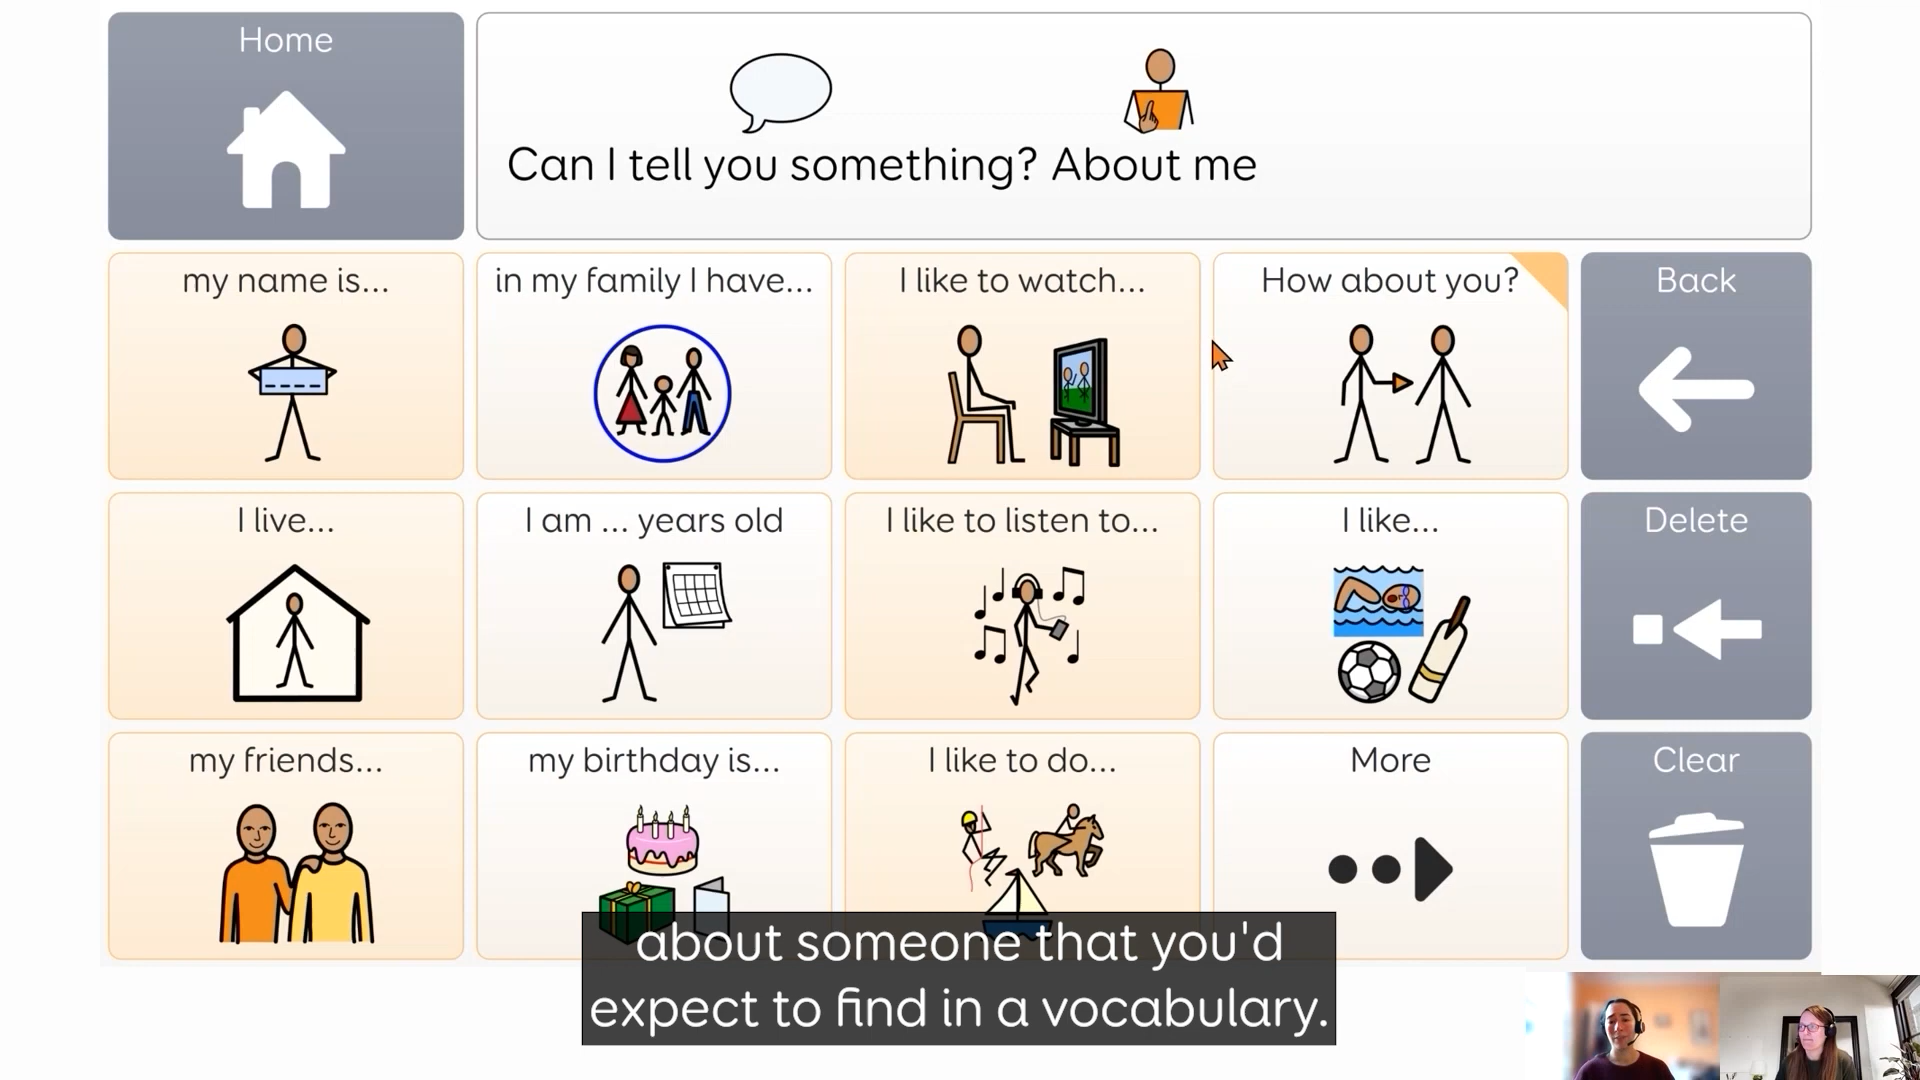 Home
Can I tell you something? About me
my name is...
in my family I have...
I like to watch...
How about you?
Back
I live...
I am ... years old
I like to listen to...
I like...
Delete
my friends...
my birthday is...
I like to do...
More
Clear
about someone that you'd
expect to find in a vocabulary.